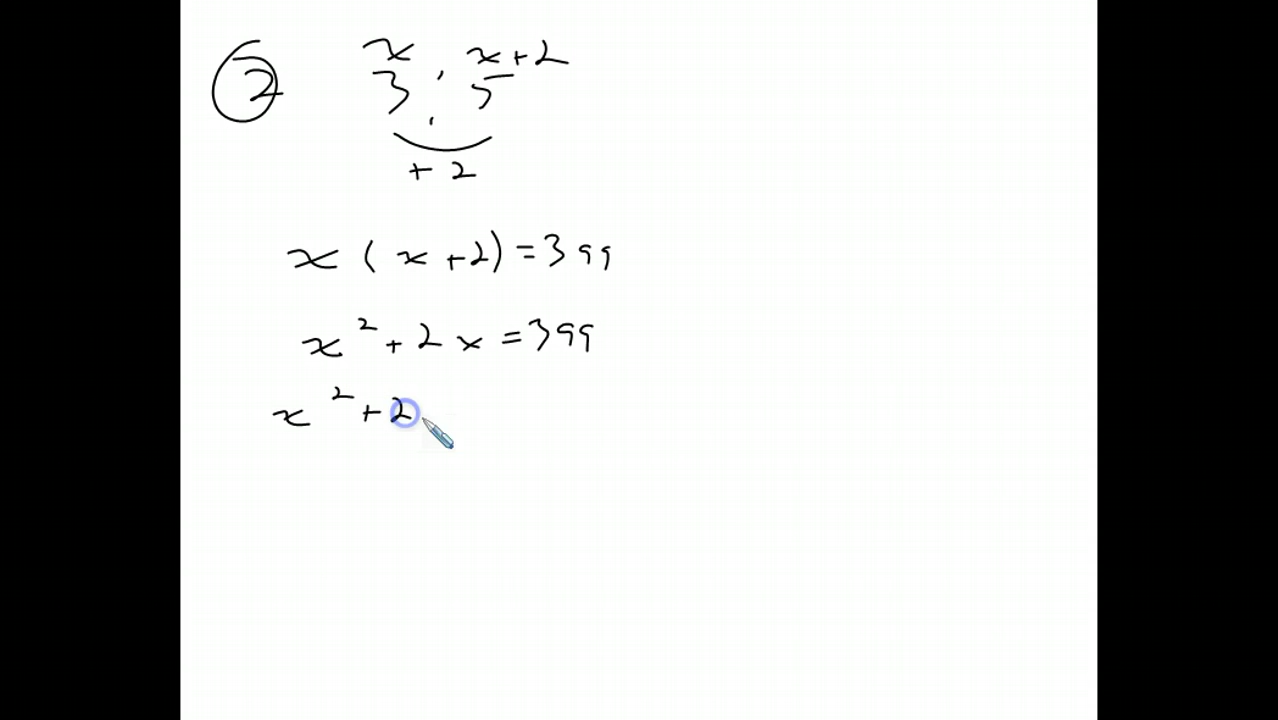 ② x , x+2
3 , 5
+ 2
x ( x +2) = 399
x² + 2x = 399
x² + 2